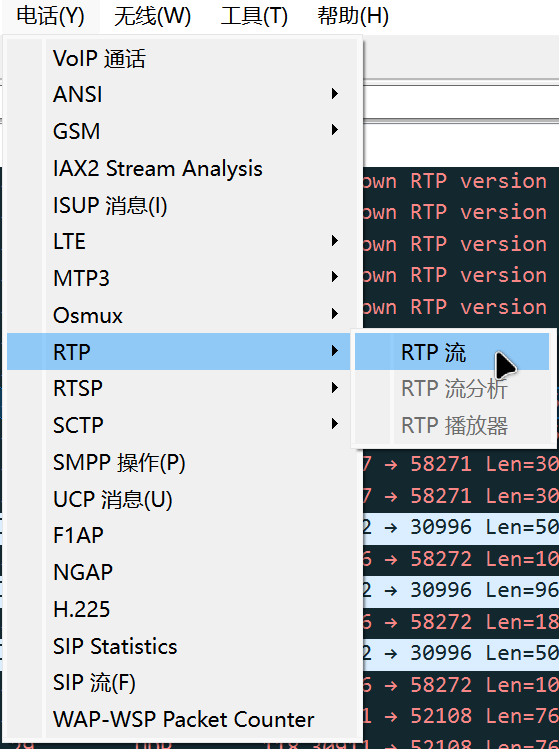 电话(Y) 无线(W) 工具(T) 帮助(H)
VoIP 通话
ANSI
GSM
IAX2 Stream Analysis
own RTP version
ISUP 消息(I)
own RTP version
LTE
own RTP version
MTP3
own RTP version
Osmux
own RTP version
RTP
RTP 流
RTSP
RTP 流分析
SCTP
RTP 播放器
SMPP 操作(P)
7 → 58271 Len=30
UCP 消息(U)
7 → 58271 Len=30
F1AP
2 → 30996 Len=50
6 → 58272 Len=10
NGAP
2 → 30996 Len=96
H.225
6 → 58272 Len=18
SIP Statistics
2 → 30996 Len=50
SIP 流(F)
6 → 58272 Len=10
WAP-WSP Packet Counter
1 → 52108 Len=76